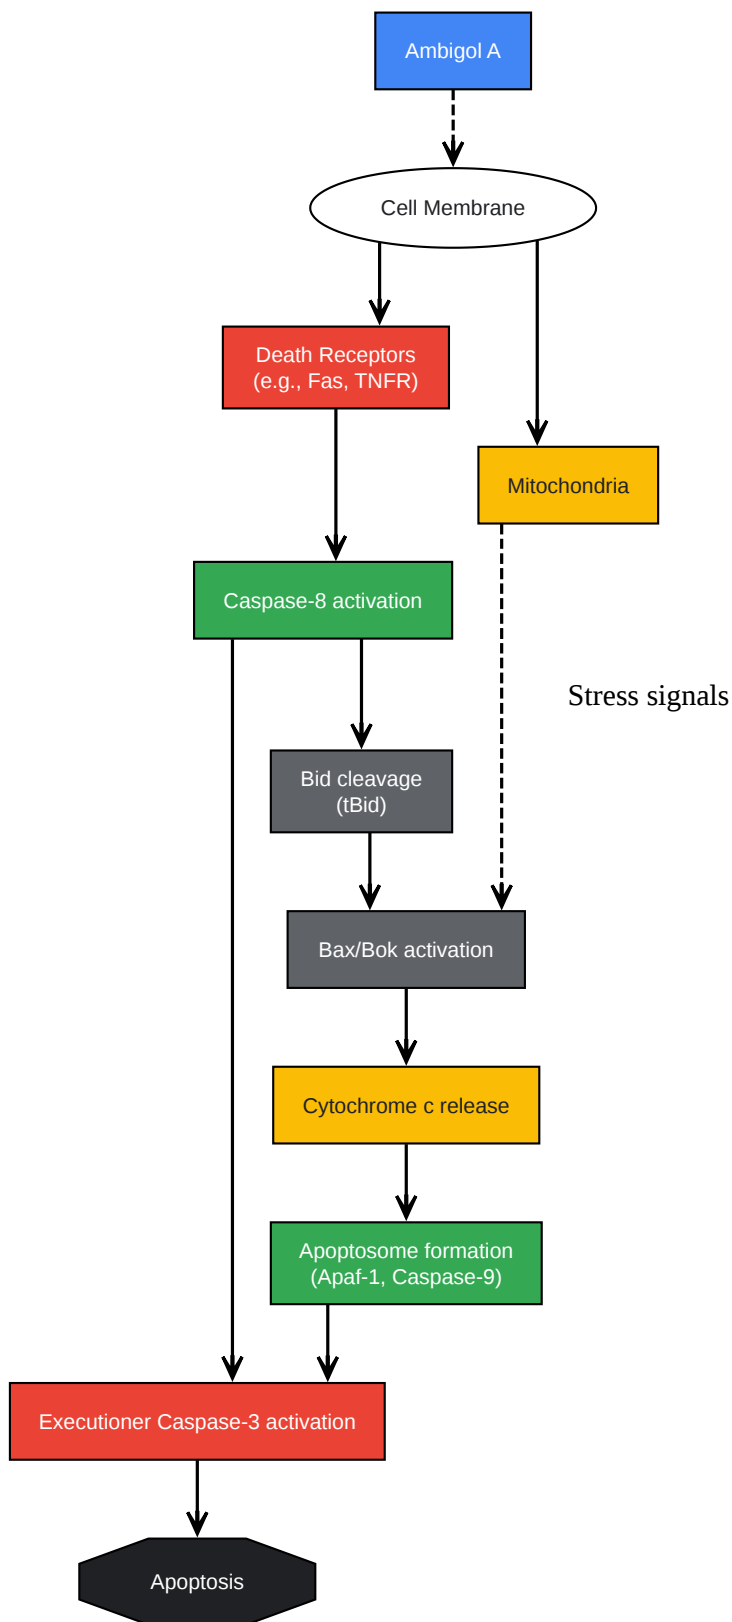 Ambigol A
Cell Membrane
Death Receptors
(e.g., Fas, TNFR)
Mitochondria
Caspase-8 activation
Stress signals
Bid cleavage
(tBid)
Bax/Bok activation
Cytochrome c release
Apoptosome formation
(Apaf-1, Caspase-9)
Executioner Caspase-3 activation
Apoptosis